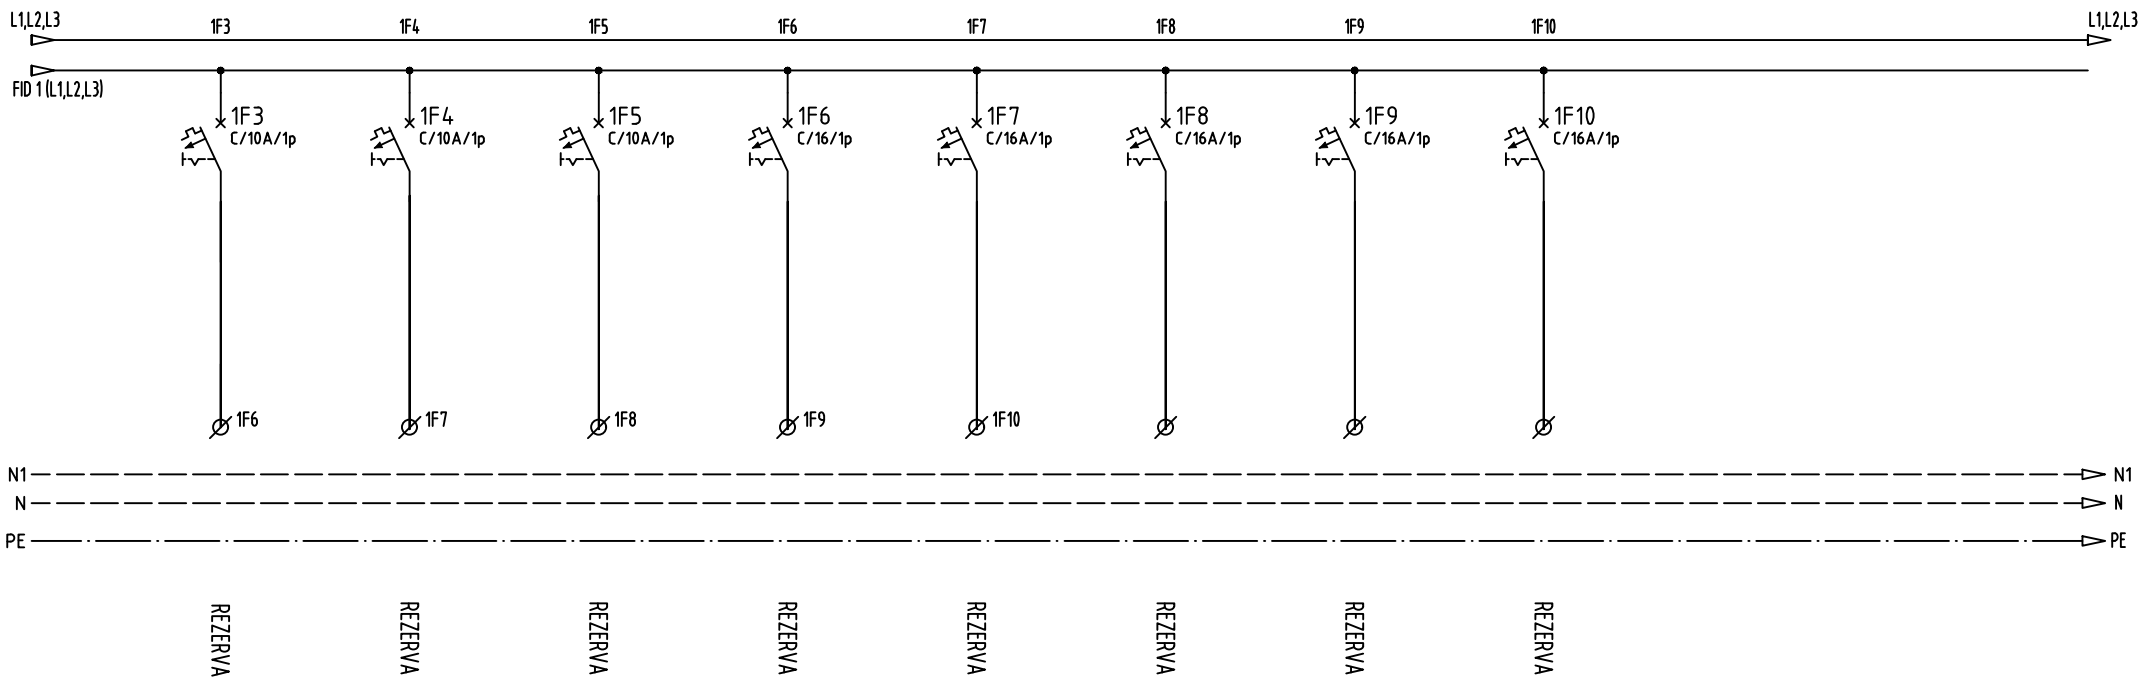 L1,L2,L3 1F3 1F4 1F5 1F6 1F7 1F8 1F9 1F10 L1,L2,L3
FID 1 (L1,L2,L3)
1F3 1F4 1F5 1F6 1F7 1F8 1F9 1F10
C/10A/1p C/10A/1p C/10A/1p C/16/1p C/16A/1p C/16A/1p C/16A/1p C/16A/1p
1F6 1F7 1F8 1F9 1F10
N1 N1
N N
PE PE
REZERVA REZERVA REZERVA REZERVA REZERVA REZERVA REZERVA REZERVA